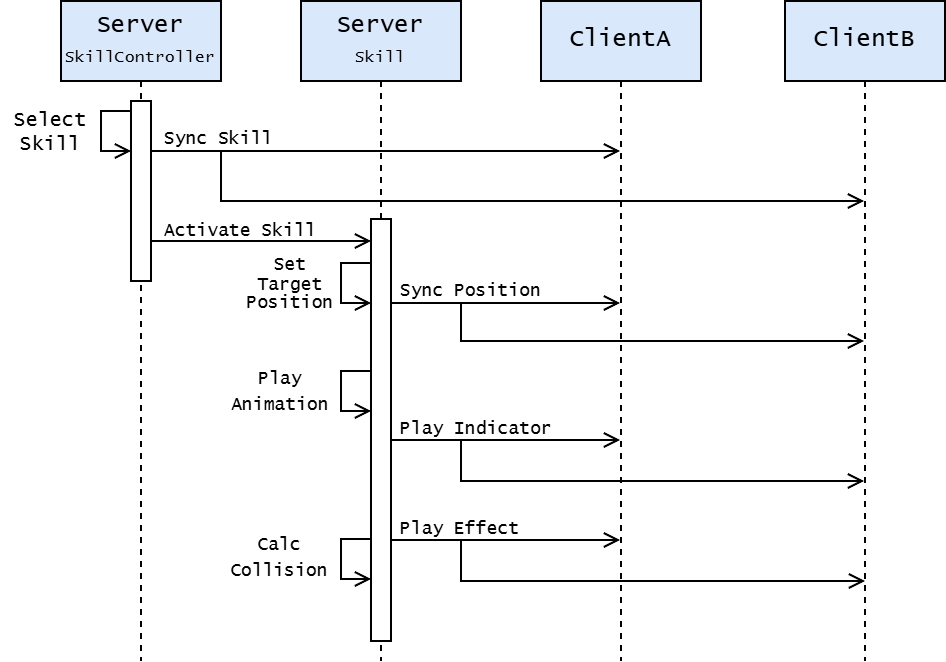 Server
SkillController
Server
Skill
ClientA
ClientB
Select
Skill
Sync Skill
Activate Skill
Set
Target
Position
Sync Position
Play
Animation
Play Indicator
Play Effect
Calc
Collision